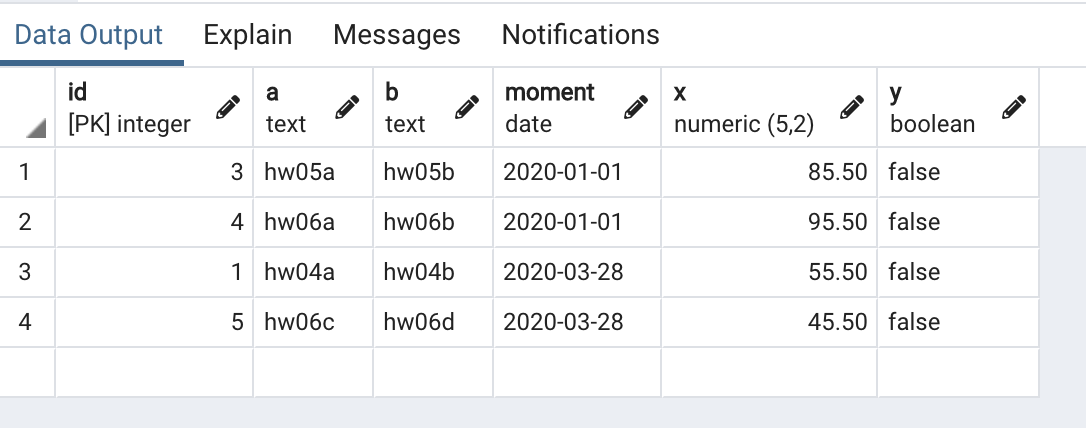 Data Output Explain Messages Notifications
id a b moment x y
[PK] integer text text date numeric (5,2) boolean
1 3 hw05a hw05b 2020-01-01 85.50 false
2 4 hw06a hw06b 2020-01-01 95.50 false
3 1 hw04a hw04b 2020-03-28 55.50 false
4 5 hw06c hw06d 2020-03-28 45.50 false